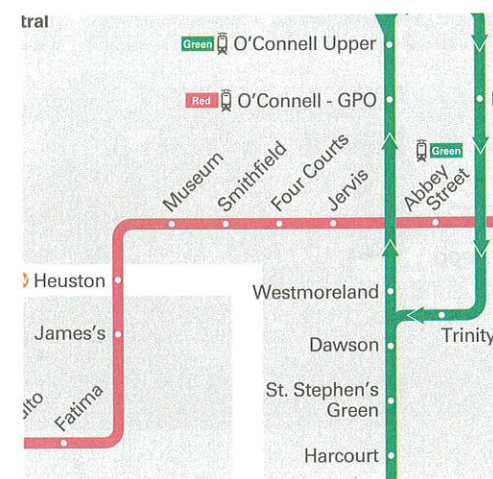 tral
Green O'Connell Upper
Red O'Connell - GPO
Green
Museum
Smithfield
Four Courts
Jervis
Abbey
Street
Heuston
Westmoreland
James's
Trinity
Dawson
St. Stephen's
Green
Fatima
Harcourt